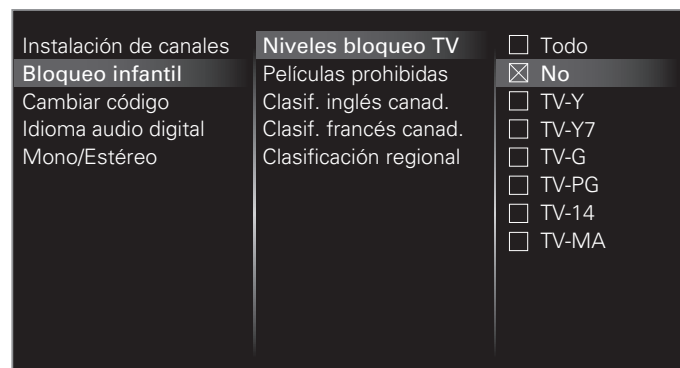 Instalación de canales
Bloqueo infantil
Cambiar código
Idioma audio digital
Mono/Estéreo
Niveles bloqueo TV
Películas prohibidas
Clasif. inglés canad.
Clasif. francés canad.
Clasificación regional
Todo
No
TV-Y
TV-Y7
TV-G
TV-PG
TV-14
TV-MA